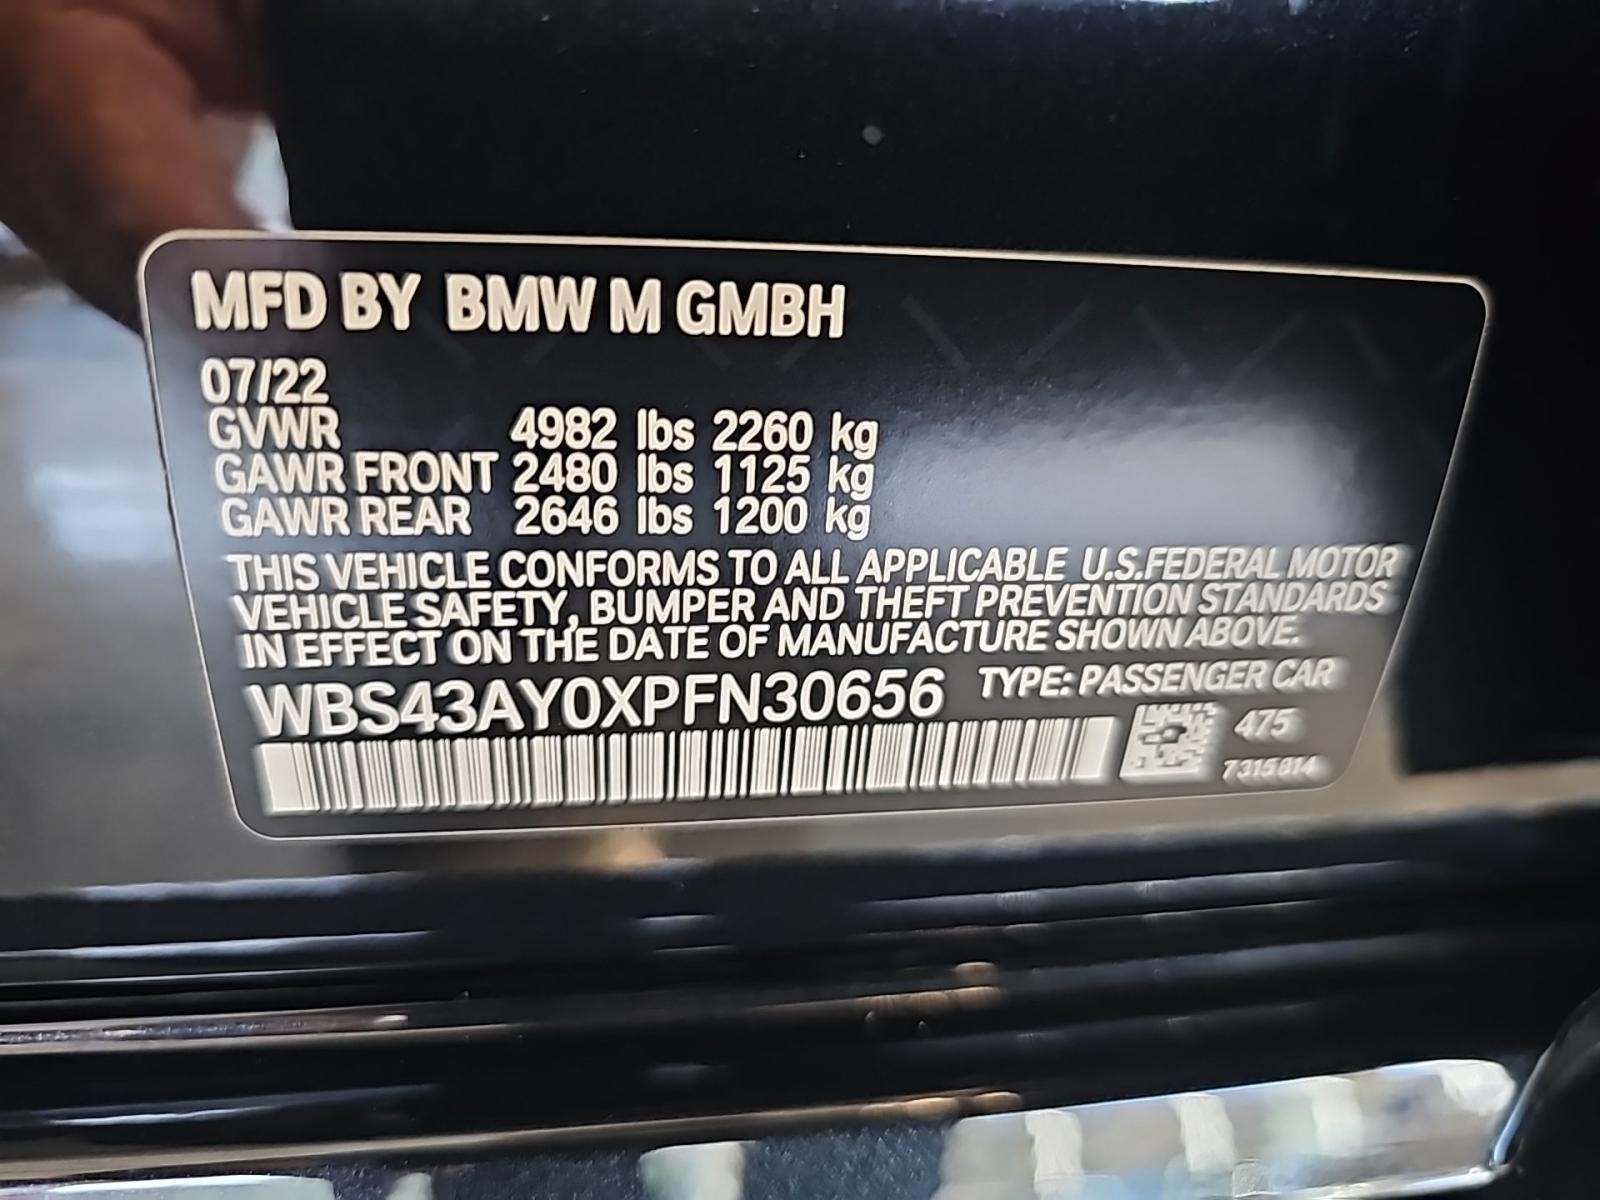 MFD BY BMW M GMBH
07/22
GVWR 4982 lbs 2260 kg
GAWR FRONT 2480 lbs 1125 kg
GAWR REAR 2646 lbs 1200 kg
THIS VEHICLE CONFORMS TO ALL APPLICABLE U.S.FEDERAL MOTOR
VEHICLE SAFETY, BUMPER AND THEFT PREVENTION STANDARDS
IN EFFECT ON THE DATE OF MANUFACTURE SHOWN ABOVE.
WBS43AY0XPFN30656 TYPE: PASSENGER CAR
475
7315814